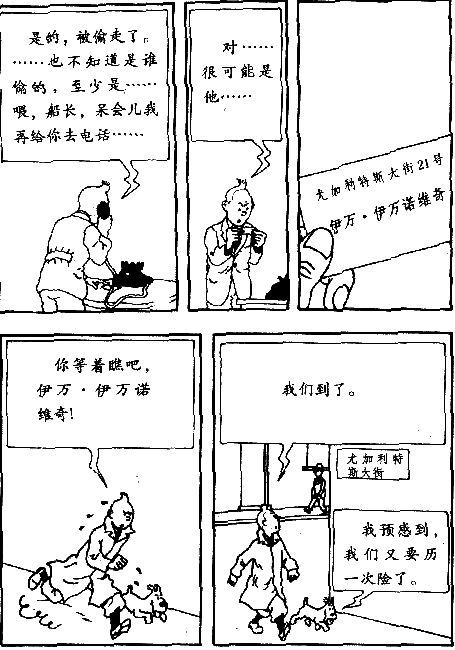 是的，被偷走了。
……也不知道是谁
偷的，至少是……
喂，船长，呆会儿我
再给你去电话……
对……
很可能是
他……
尤加利特斯大街21号
伊万·伊万诺维奇
你等着瞧吧，
伊万·伊万诺
维奇！
我们到了。
尤加利特
斯大街
我预感到，
我们又要历
一次险了。